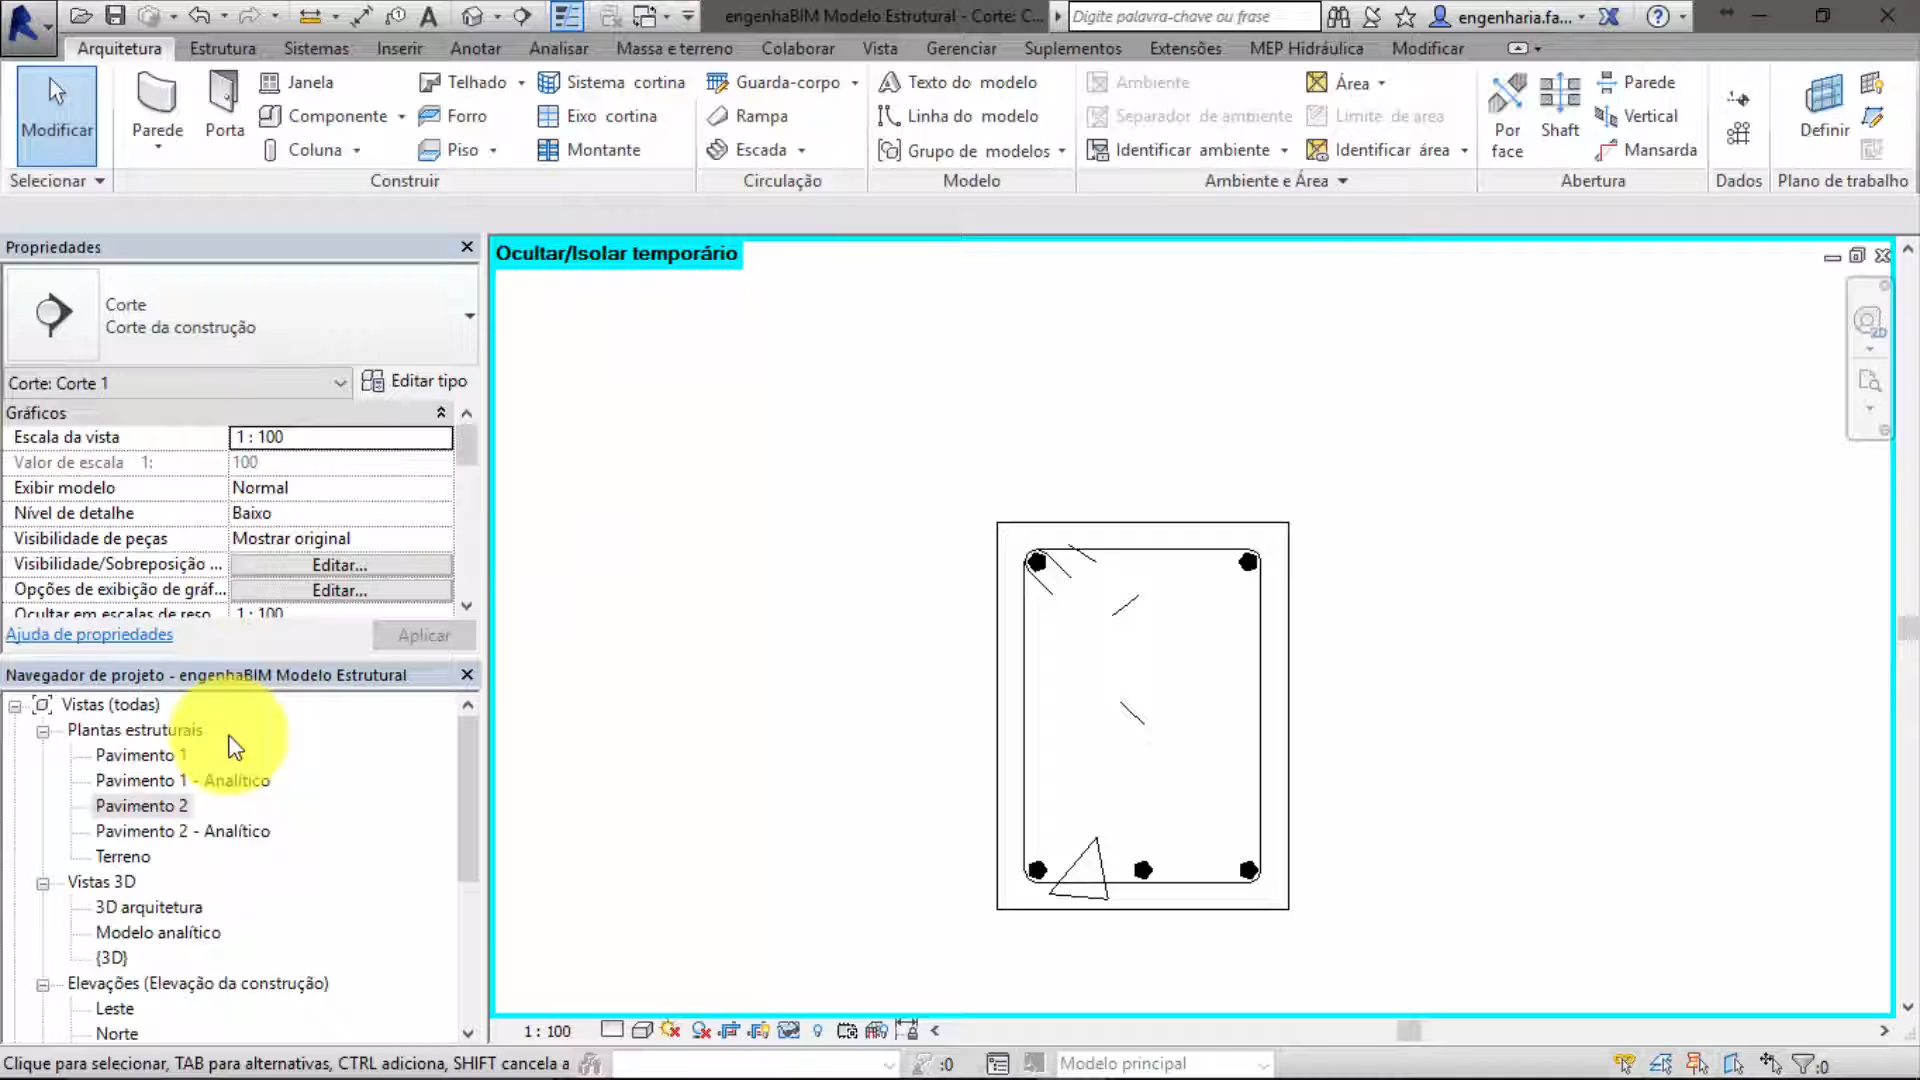 engenhaBIM Modelo Estrutural - Corte: C...
Digite palavra-chave ou frase
engenharia.fa...
Arquitetura Estrutura Sistemas Inserir Anotar Analisar Massa e terreno Colaborar Vista Gerenciar Suplementos Extensões MEP Hidráulica Modificar
Modificar
Parede
Porta
Janela
Componente
Coluna
Telhado
Forro
Piso
Sistema cortina
Eixo cortina
Montante
Guarda-corpo
Rampa
Escada
Texto do modelo
Linha do modelo
Grupo de modelos
Ambiente
Separador de ambiente
Identificar ambiente
Área
Limite de área
Identificar área
Por face
Shaft
Parede
Vertical
Mansarda
Definir
Selecionar Construir Circulação Modelo Ambiente e Área Abertura Dados Plano de trabalho
Propriedades
Corte
Corte da construção
Corte: Corte 1
Editar tipo
Gráficos
Escala da vista 1 : 100
Valor de escala 1: 100
Exibir modelo Normal
Nível de detalhe Baixo
Visibilidade de peças Mostrar original
Visibilidade/Sobreposição ... Editar...
Opções de exibição de gráf... Editar...
Ocultar em escalas de reso 1 : 100
Ajuda de propriedades
Aplicar
Navegador de projeto - engenhaBIM Modelo Estrutural
Vistas (todas)
Plantas estruturais
Pavimento 1
Pavimento 1 - Analítico
Pavimento 2
Pavimento 2 - Analítico
Terreno
Vistas 3D
3D arquitetura
Modelo analítico
{3D}
Elevações (Elevação da construção)
Leste
Norte
Ocultar/Isolar temporário
2D
1 : 100
Clique para selecionar, TAB para alternativas, CTRL adiciona, SHIFT cancela a
:0
Modelo principal
:0